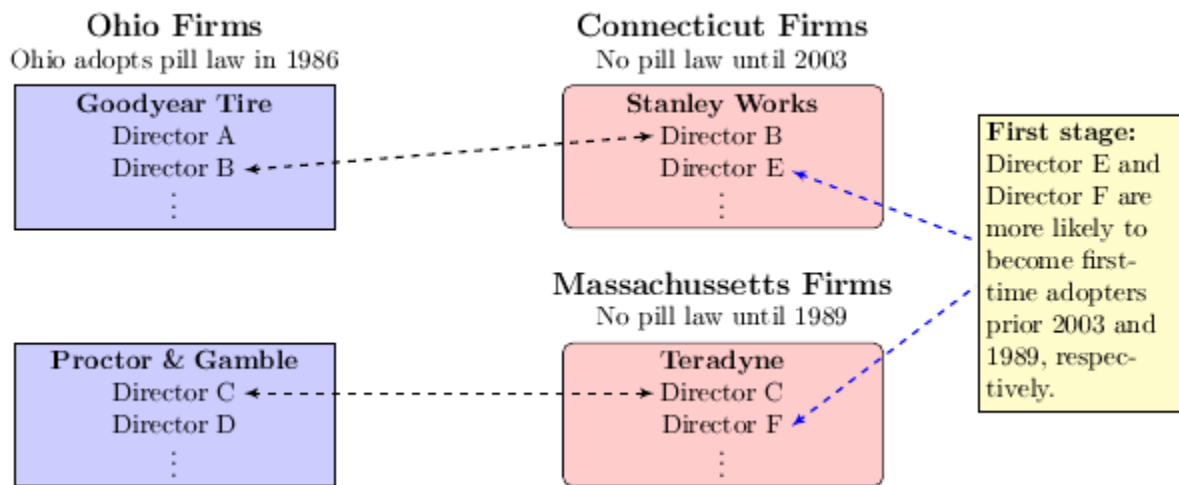 Ohio Firms
Ohio adopts pill law in 1986
Goodyear Tire
Director A
Director B
⋮
Connecticut Firms
No pill law until 2003
Stanley Works
Director B
Director E
⋮
Proctor & Gamble
Director C
Director D
⋮
Massachussetts Firms
No pill law until 1989
Teradyne
Director C
Director F
⋮
First stage:
Director E and
Director F are
more likely to
become first-
time adopters
prior 2003 and
1989, respec-
tively.